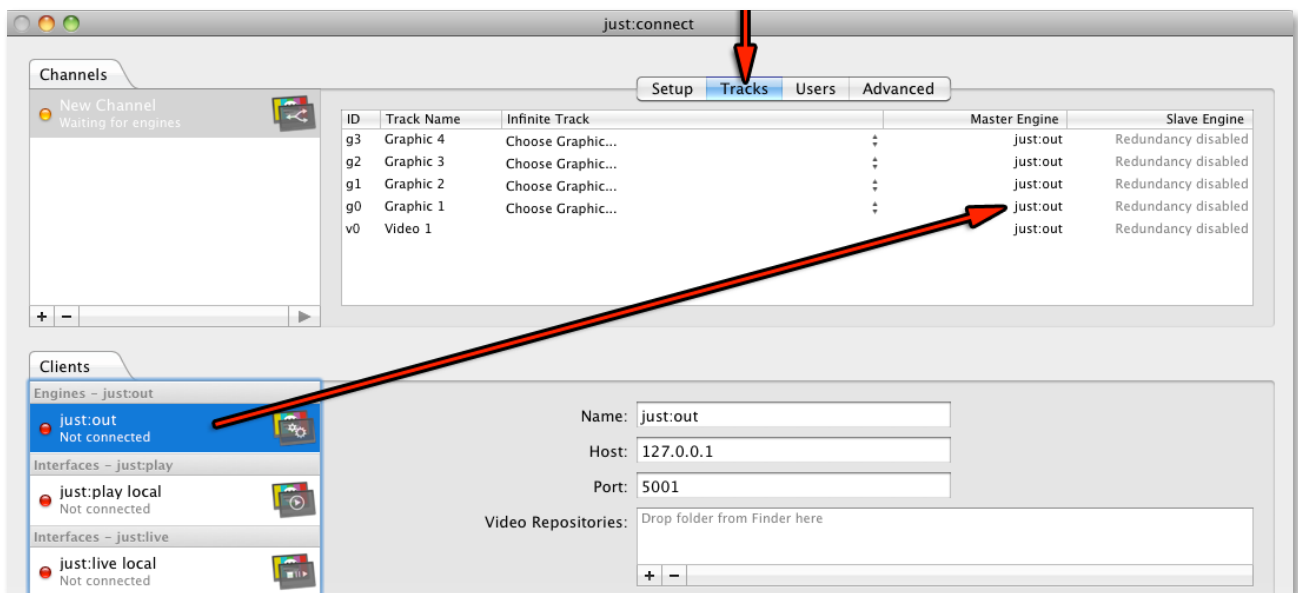 just:connect
Channels
Setup Tracks Users Advanced
New Channel
Waiting for engines
ID Track Name Infinite Track Master Engine Slave Engine
g3 Graphic 4 Choose Graphic... just:out Redundancy disabled
g2 Graphic 3 Choose Graphic... just:out Redundancy disabled
g1 Graphic 2 Choose Graphic... just:out Redundancy disabled
g0 Graphic 1 Choose Graphic... just:out Redundancy disabled
v0 Video 1 just:out Redundancy disabled
Clients
Engines – just:out
just:out
Not connected
Interfaces – just:play
just:play local
Not connected
Interfaces – just:live
just:live local
Not connected
Name: just:out
Host: 127.0.0.1
Port: 5001
Video Repositories: Drop folder from Finder here